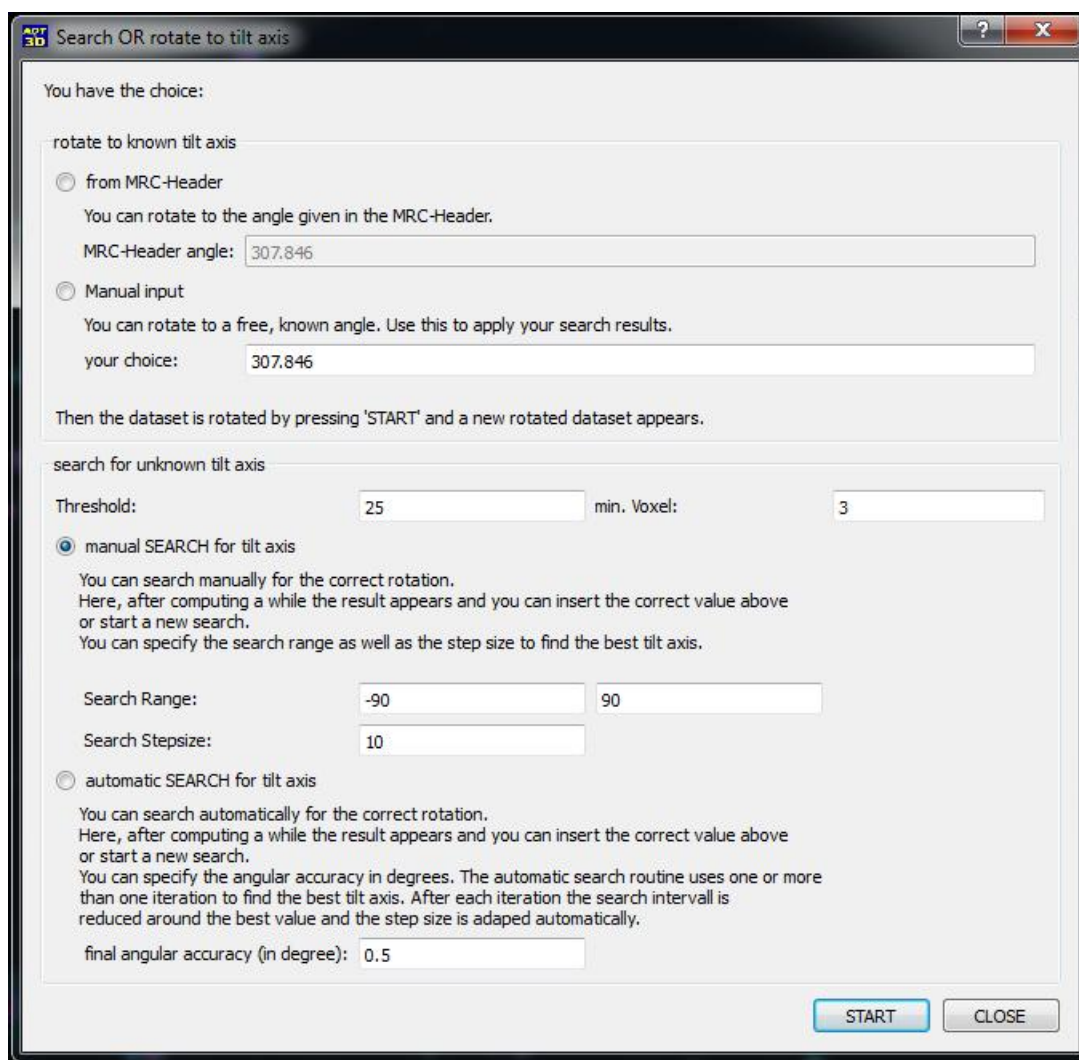 ADT 3D Search OR rotate to tilt axis ? X
You have the choice:
rotate to known tilt axis
from MRC-Header
You can rotate to the angle given in the MRC-Header.
MRC-Header angle: 307.846
Manual input
You can rotate to a free, known angle. Use this to apply your search results.
your choice: 307.846
Then the dataset is rotated by pressing 'START' and a new rotated dataset appears.
search for unknown tilt axis
Threshold: 25 min. Voxel: 3
manual SEARCH for tilt axis
You can search manually for the correct rotation.
Here, after computing a while the result appears and you can insert the correct value above
or start a new search.
You can specify the search range as well as the step size to find the best tilt axis.
Search Range: -90 90
Search Stepsize: 10
automatic SEARCH for tilt axis
You can search automatically for the correct rotation.
Here, after computing a while the result appears and you can insert the correct value above
or start a new search.
You can specify the angular accuracy in degrees. The automatic search routine uses one or more
than one iteration to find the best tilt axis. After each iteration the search intervall is
reduced around the best value and the step size is adaped automatically.
final angular accuracy (in degree): 0.5
START CLOSE